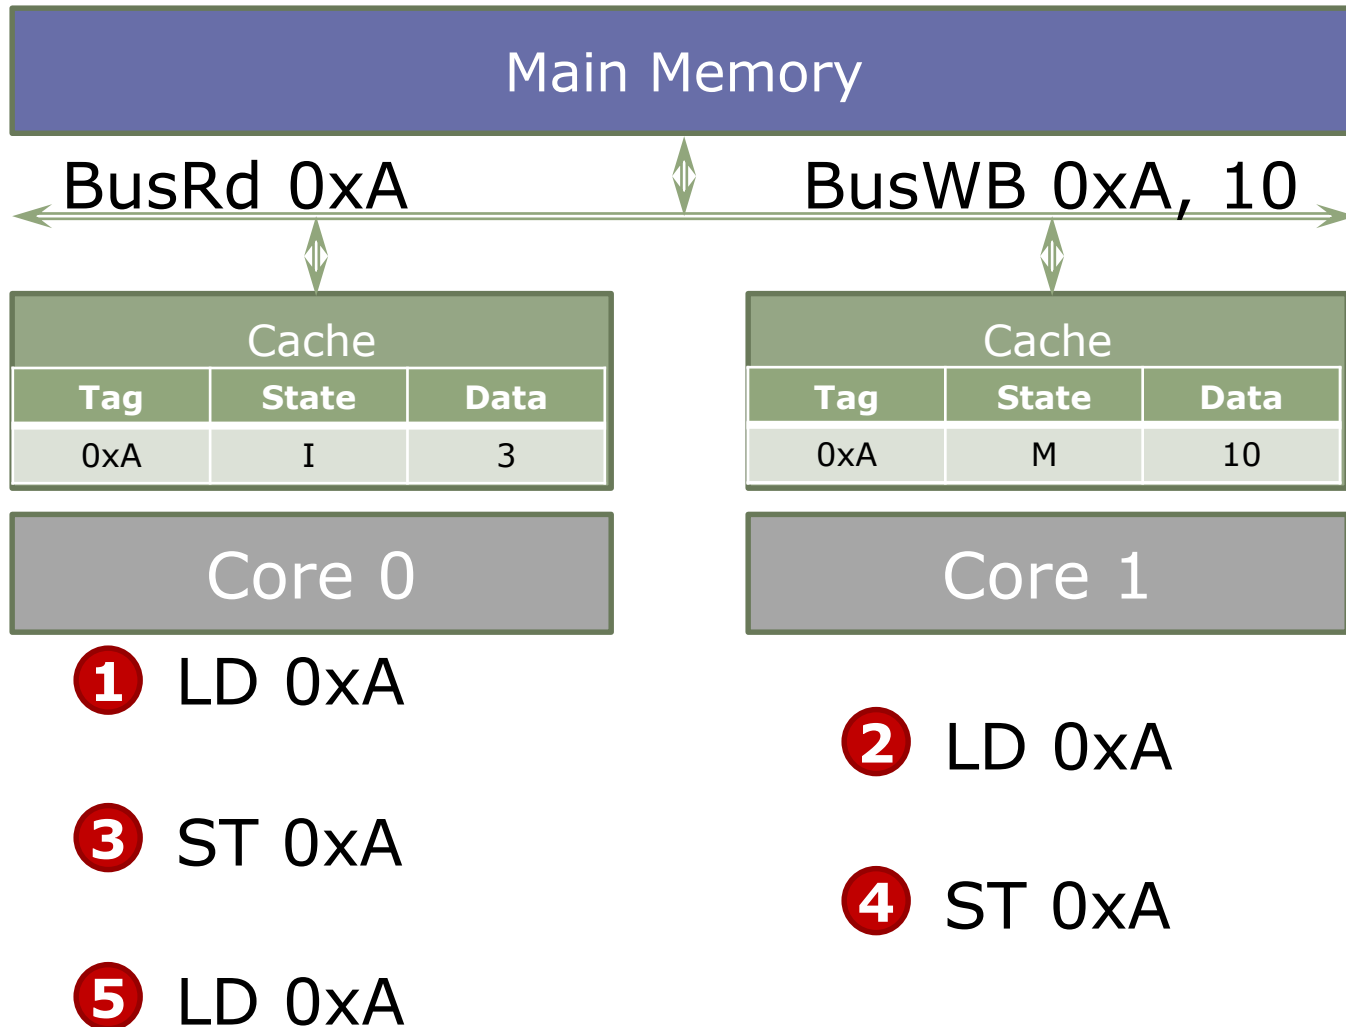 Main Memory
BusRd 0xA
BusWB 0xA, 10
Cache
Tag State Data
0xA I 3
Cache
Tag State Data
0xA M 10
Core 0
Core 1
1 LD 0xA
2 LD 0xA
3 ST 0xA
4 ST 0xA
5 LD 0xA